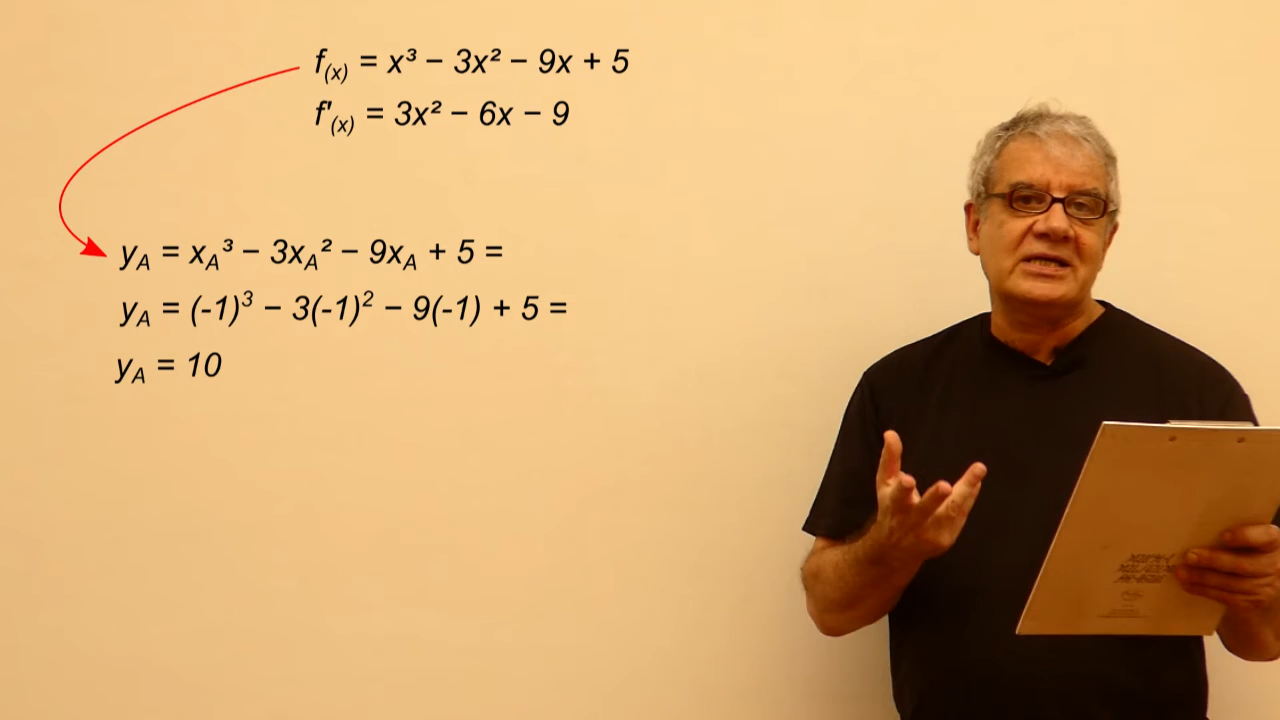 f(x) = x³ − 3x² − 9x + 5
f'(x) = 3x² − 6x − 9
yA = xA³ − 3xA² − 9xA + 5 =
yA = (-1)³ − 3(-1)² − 9(-1) + 5 =
yA = 10